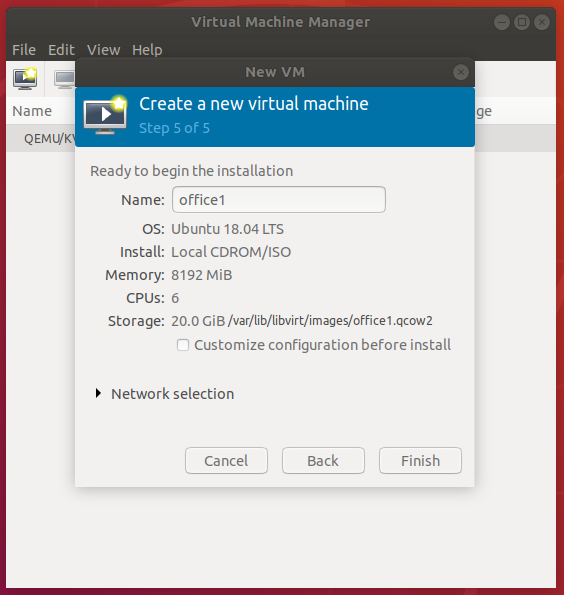 Virtual Machine Manager
File Edit View Help
New VM
Create a new virtual machine
Step 5 of 5
Name
QEMU/
Ready to begin the installation
Name: office1
OS: Ubuntu 18.04 LTS
Install: Local CDROM/ISO
Memory: 8192 MiB
CPUs: 6
Storage: 20.0 GiB /var/lib/libvirt/images/office1.qcow2
Customize configuration before install
Network selection
Cancel Back Finish